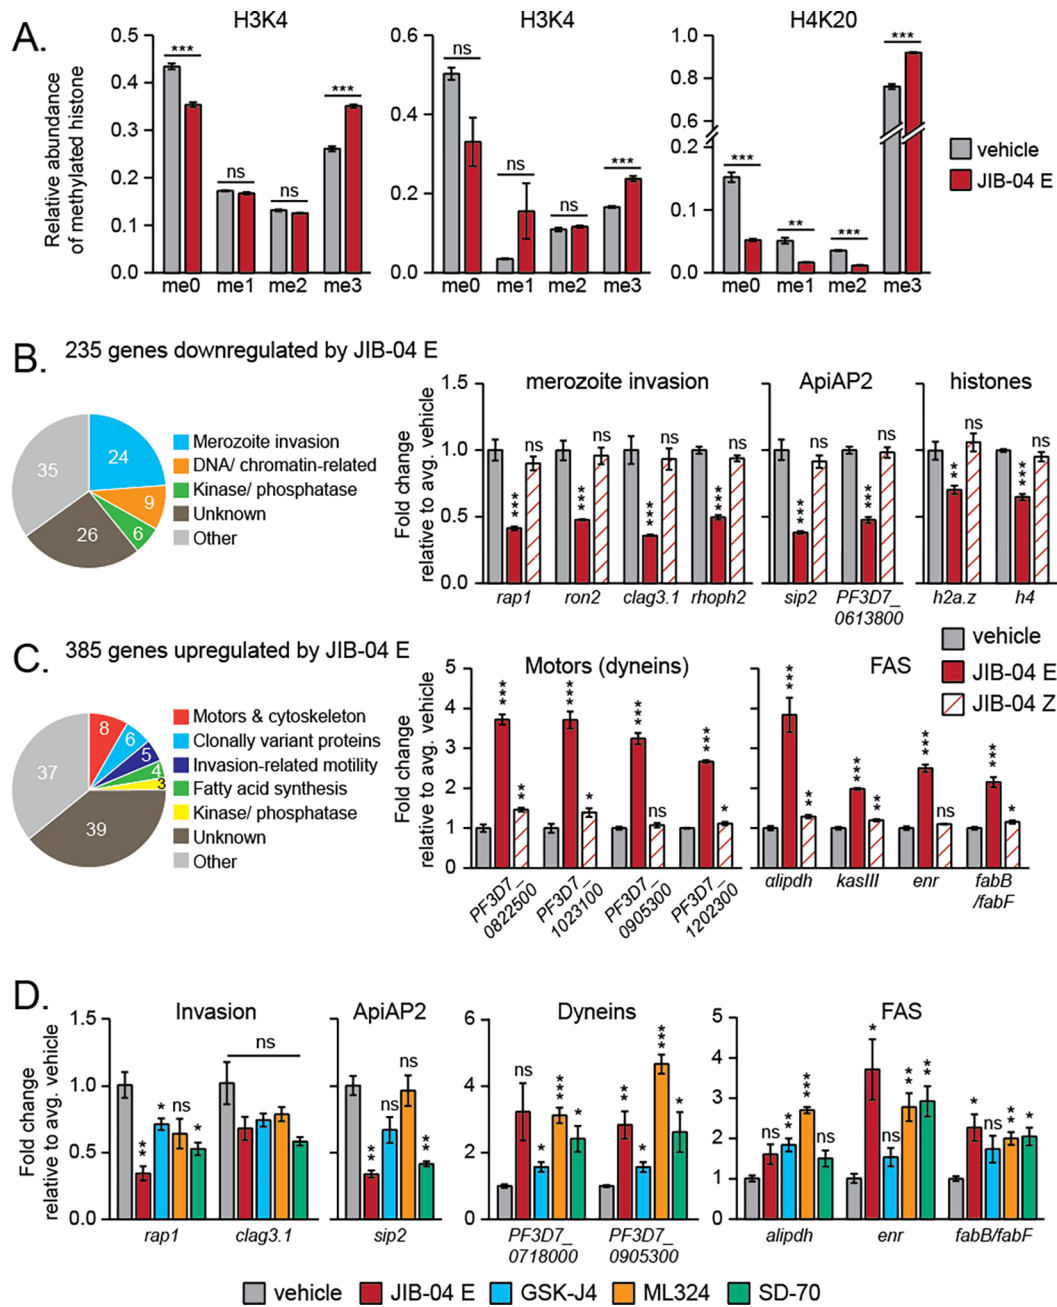 A.
H3K4
H3K4
H4K20
Relative abundance
of methylated histone
0.5
0.4
0.3
0.2
0.1
0.0
***
ns
ns
***
me0 me1 me2 me3
0.6
0.4
0.2
0.0
ns
ns
ns
***
me0 me1 me2 me3
1.0
0.8
0.6
0.2
0.1
0.0
***
**
***
***
me0 me1 me2 me3
vehicle
JIB-04 E
B.
235 genes downregulated by JIB-04 E
24
9
6
26
35
Merozoite invasion
DNA/ chromatin-related
Kinase/ phosphatase
Unknown
Other
Fold change
relative to avg. vehicle
merozoite invasion
ApiAP2
histones
1.5
1.0
0.5
0.0
*** ns *** ns *** ns *** ns
*** ns *** ns
** ns *** ns
rap1 ron2 clag3.1 rhoph2
sip2 PF3D7_
0613800
h2a.z h4
C.
385 genes upregulated by JIB-04 E
8
6
5
4
3
39
37
Motors & cytoskeleton
Clonally variant proteins
Invasion-related motility
Fatty acid synthesis
Kinase/ phosphatase
Unknown
Other
vehicle
JIB-04 E
JIB-04 Z
Fold change
relative to avg. vehicle
Motors (dyneins)
FAS
5
4
3
2
1
0
*** ** *** * *** ns *** *
*** ** *** ** *** ns *** *
PF3D7_
0822500
PF3D7_
1023100
PF3D7_
0905300
PF3D7_
1202300
αlipdh kasIII enr fabB
/fabF
D.
Fold change
relative to avg. vehicle
Invasion
ApiAP2
Dyneins
FAS
1.5
1.0
0.5
0.0
** * ns *
ns
rap1 clag3.1
** ns ns **
sip2
6
4
2
0
ns * *** *
** * *** *
PF3D7_
0718000
PF3D7_
0905300
5
4
3
2
1
0
ns ** *** ns
* ns ** **
* ns ** *
alipdh enr fabB/fabF
vehicle JIB-04 E GSK-J4 ML324 SD-70